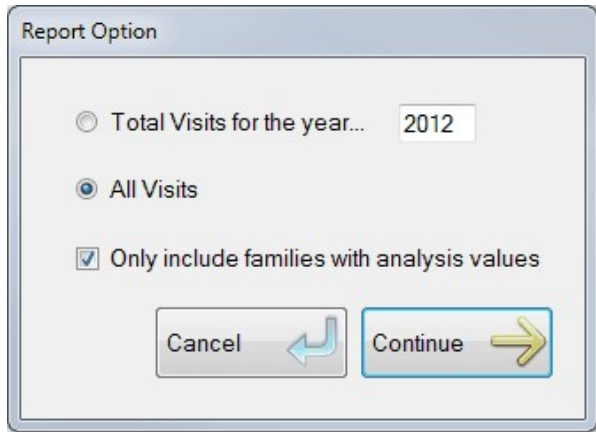 Report Option
Total Visits for the year... 2012
All Visits
Only include families with analysis values
Cancel Continue